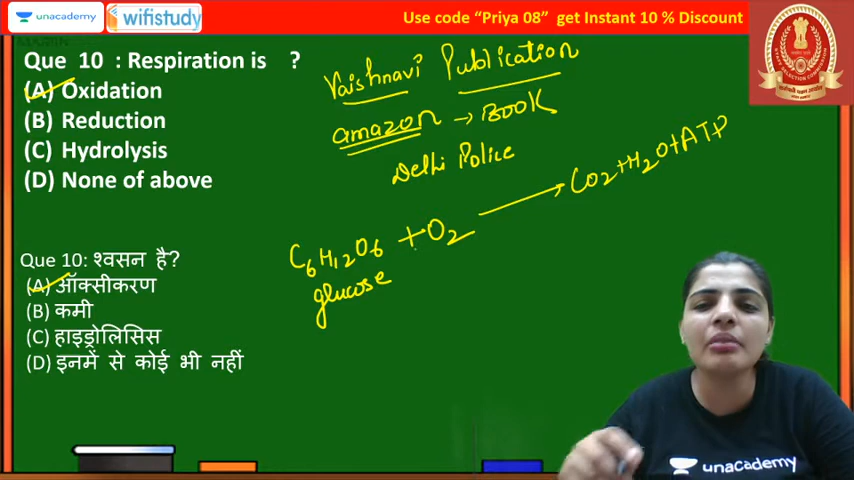 unacademy
wifistudy
Use code “Priya 08” get Instant 10 % Discount
Que 10 : Respiration is ?
(A) Oxidation
(B) Reduction
(C) Hydrolysis
(D) None of above
Vaishnavi Publication
amazon → BOOK
Delhi Police
C6H12O6 + O2 → CO2+H2O+ATP
glucose
Que 10: श्वसन है?
(A) ऑक्सीकरण
(B) कमी
(C) हाइड्रोलिसिस
(D) इनमें से कोई भी नहीं
unacademy